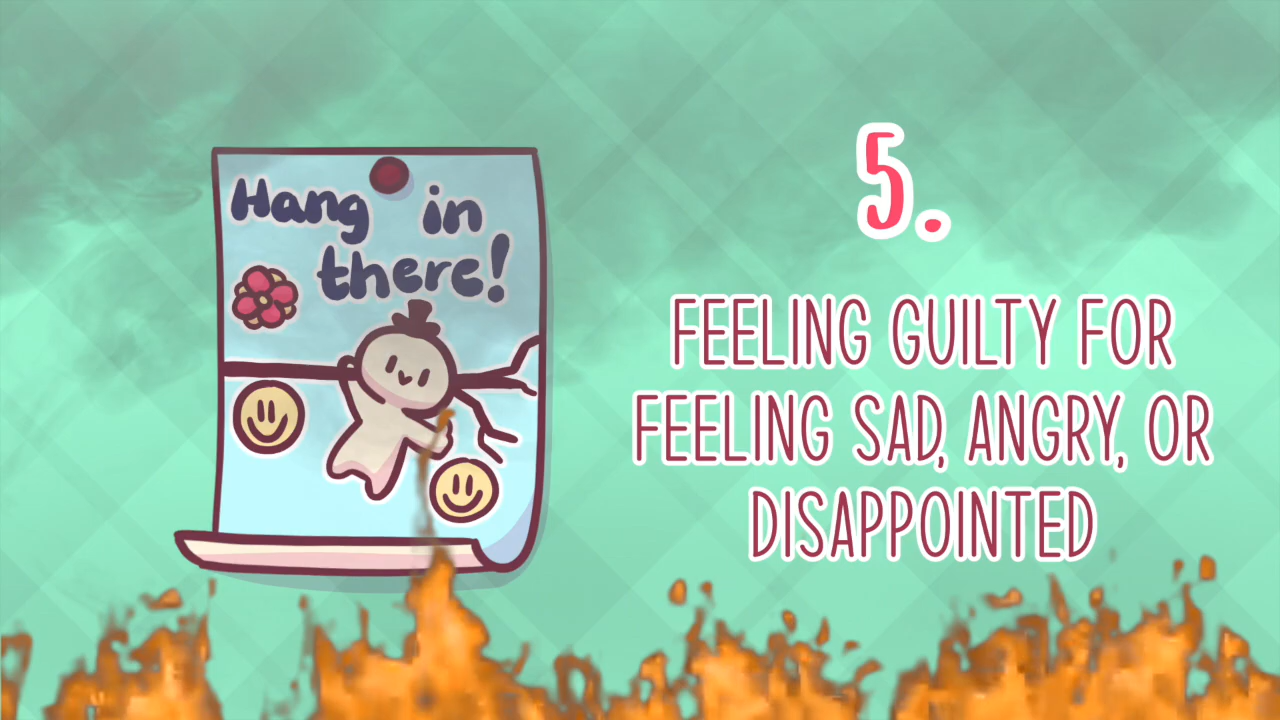 Hang in
there!
5.
FEELING GUILTY FOR
FEELING SAD, ANGRY, OR
DISAPPOINTED